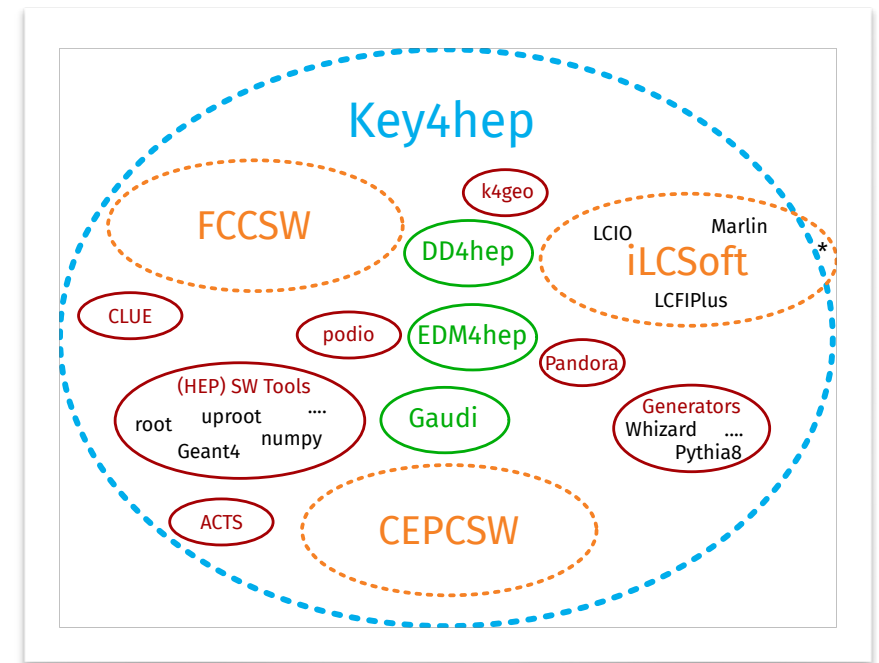 Key4hep
k4geo
FCCSW
LCIO
Marlin
*
DD4hep
iLCSoft
LCFIPlus
CLUE
podio
EDM4hep
Pandora
(HEP) SW Tools
root
uproot
....
Geant4
numpy
Gaudi
Generators
Whizard
....
Pythia8
ACTS
CEPCSW